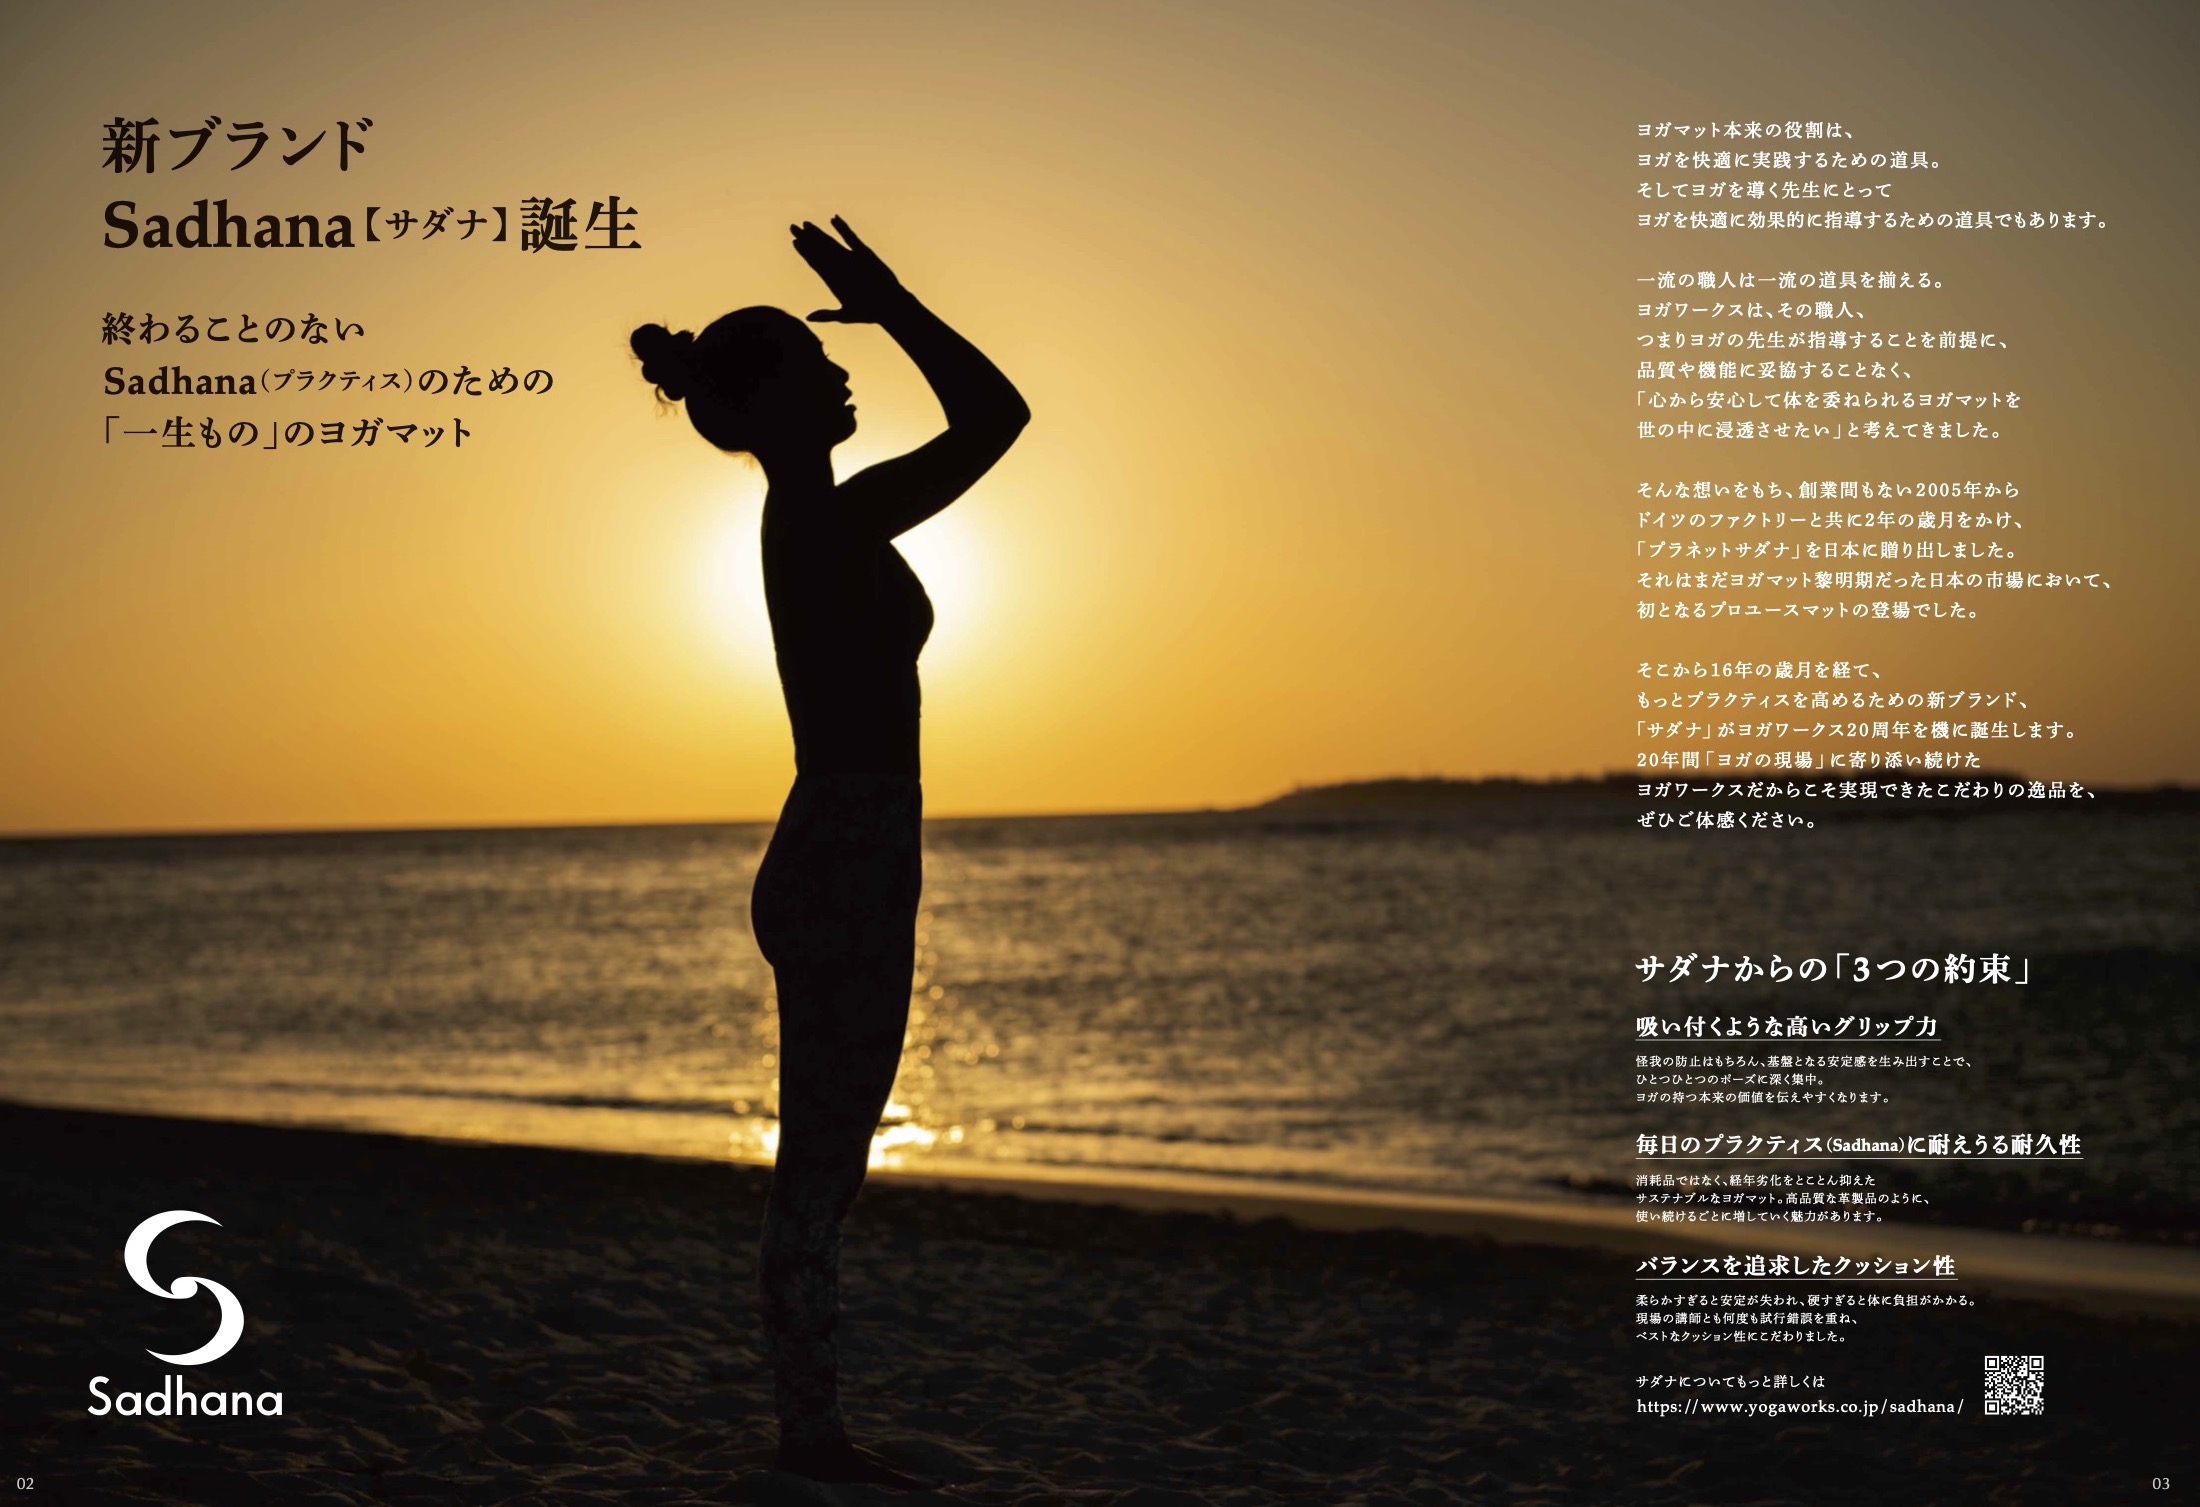 新ブランド
Sadhana【サダナ】誕生
終わることのない
Sadhana（プラクティス）のための
「一生もの」のヨガマット
Sadhana
02
ヨガマット本来の役割は、
ヨガを快適に実践するための道具。
そしてヨガを導く先生にとって
ヨガを快適に効果的に指導するための道具でもあります。
一流の職人は一流の道具を揃える。
ヨガワークスは、その職人、
つまりヨガの先生が指導することを前提に、
品質や機能に妥協することなく、
「心から安心して体を委ねられるヨガマットを
世の中に浸透させたい」と考えてきました。
そんな想いをもち、創業間もない2005年から
ドイツのファクトリーと共に2年の歳月をかけ、
「プラネットサダナ」を日本に贈り出しました。
それはまだヨガマット黎明期だった日本の市場において、
初となるプロユースマットの登場でした。
そこから16年の歳月を経て、
もっとプラクティスを高めるための新ブランド、
「サダナ」がヨガワークス20周年を機に誕生します。
20年間「ヨガの現場」に寄り添い続けた
ヨガワークスだからこそ実現できたこだわりの逸品を、
ぜひご体感ください。
サダナからの「3つの約束」
吸い付くような高いグリップ力
怪我の防止はもちろん、基盤となる安定感を生み出すことで、
ひとつひとつのポーズに深く集中。
ヨガの持つ本来の価値を伝えやすくなります。
毎日のプラクティス（Sadhana）に耐えうる耐久性
消耗品ではなく、経年劣化をとことん抑えた
サステナブルなヨガマット。高品質な革製品のように、
使い続けるごとに増していく魅力があります。
バランスを追求したクッション性
柔らかすぎると安定が失われ、硬すぎると体に負担がかかる。
現場の講師とも何度も試行錯誤を重ね、
ベストなクッション性にこだわりました。
サダナについてもっと詳しくは
https://www.yogaworks.co.jp/sadhana/
03